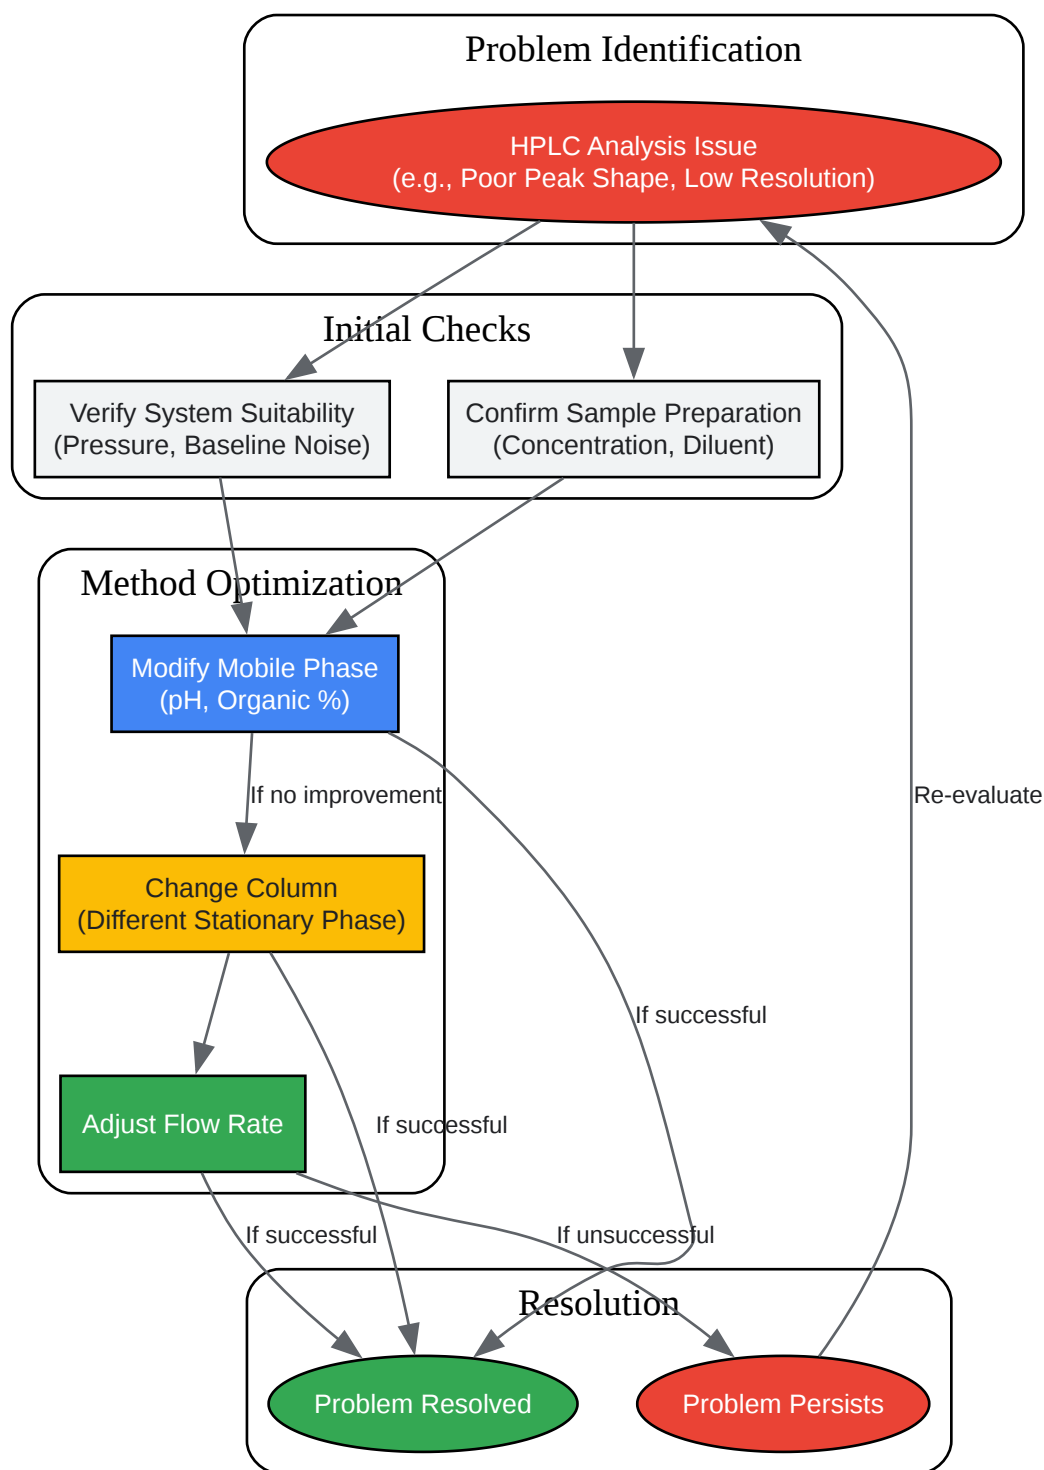 Problem Identification
HPLC Analysis Issue
(e.g., Poor Peak Shape, Low Resolution)
Initial Checks
Verify System Suitability
(Pressure, Baseline Noise)
Confirm Sample Preparation
(Concentration, Diluent)
Method Optimization
Modify Mobile Phase
(pH, Organic %)
If no improvement
Re-evaluate
Change Column
(Different Stationary Phase)
If successful
Adjust Flow Rate
If successful
If successful
If unsuccessful
Resolution
Problem Resolved
Problem Persists